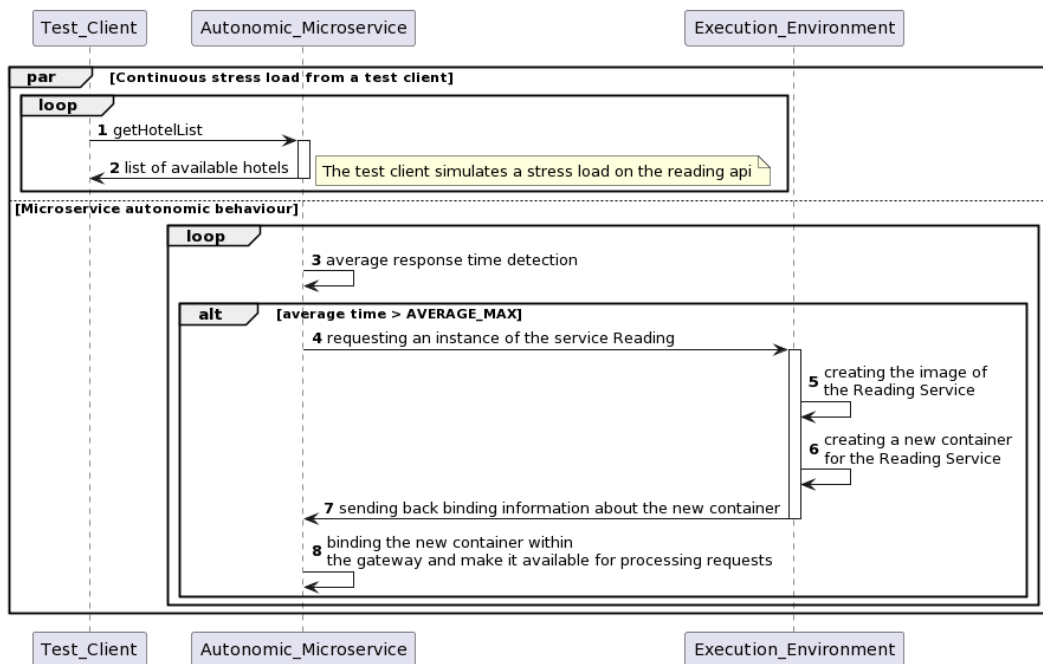 Test_Client Autonomic_Microservice Execution_Environment
par [Continuous stress load from a test client]
loop
1 getHotelList
2 list of available hotels The test client simulates a stress load on the reading api
[Microservice autonomic behaviour]
loop
3 average response time detection
alt [average time > AVERAGE_MAX]
4 requesting an instance of the service Reading
5 creating the image of
the Reading Service
6 creating a new container
for the Reading Service
7 sending back binding information about the new container
8 binding the new container within
the gateway and make it available for processing requests
Test_Client Autonomic_Microservice Execution_Environment